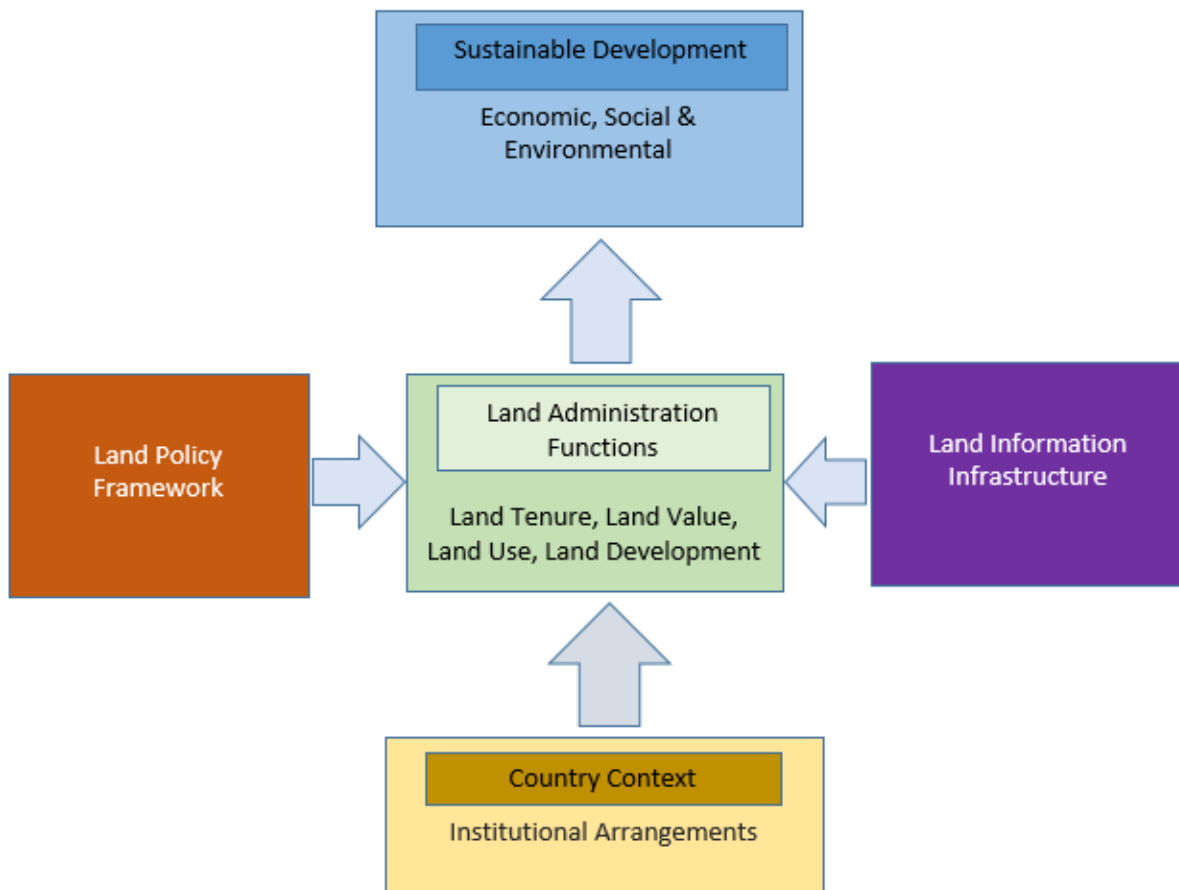 Sustainable Development
Economic, Social &
Environmental
Land Policy
Framework
Land Administration
Functions
Land Tenure, Land Value,
Land Use, Land Development
Land Information
Infrastructure
Country Context
Institutional Arrangements